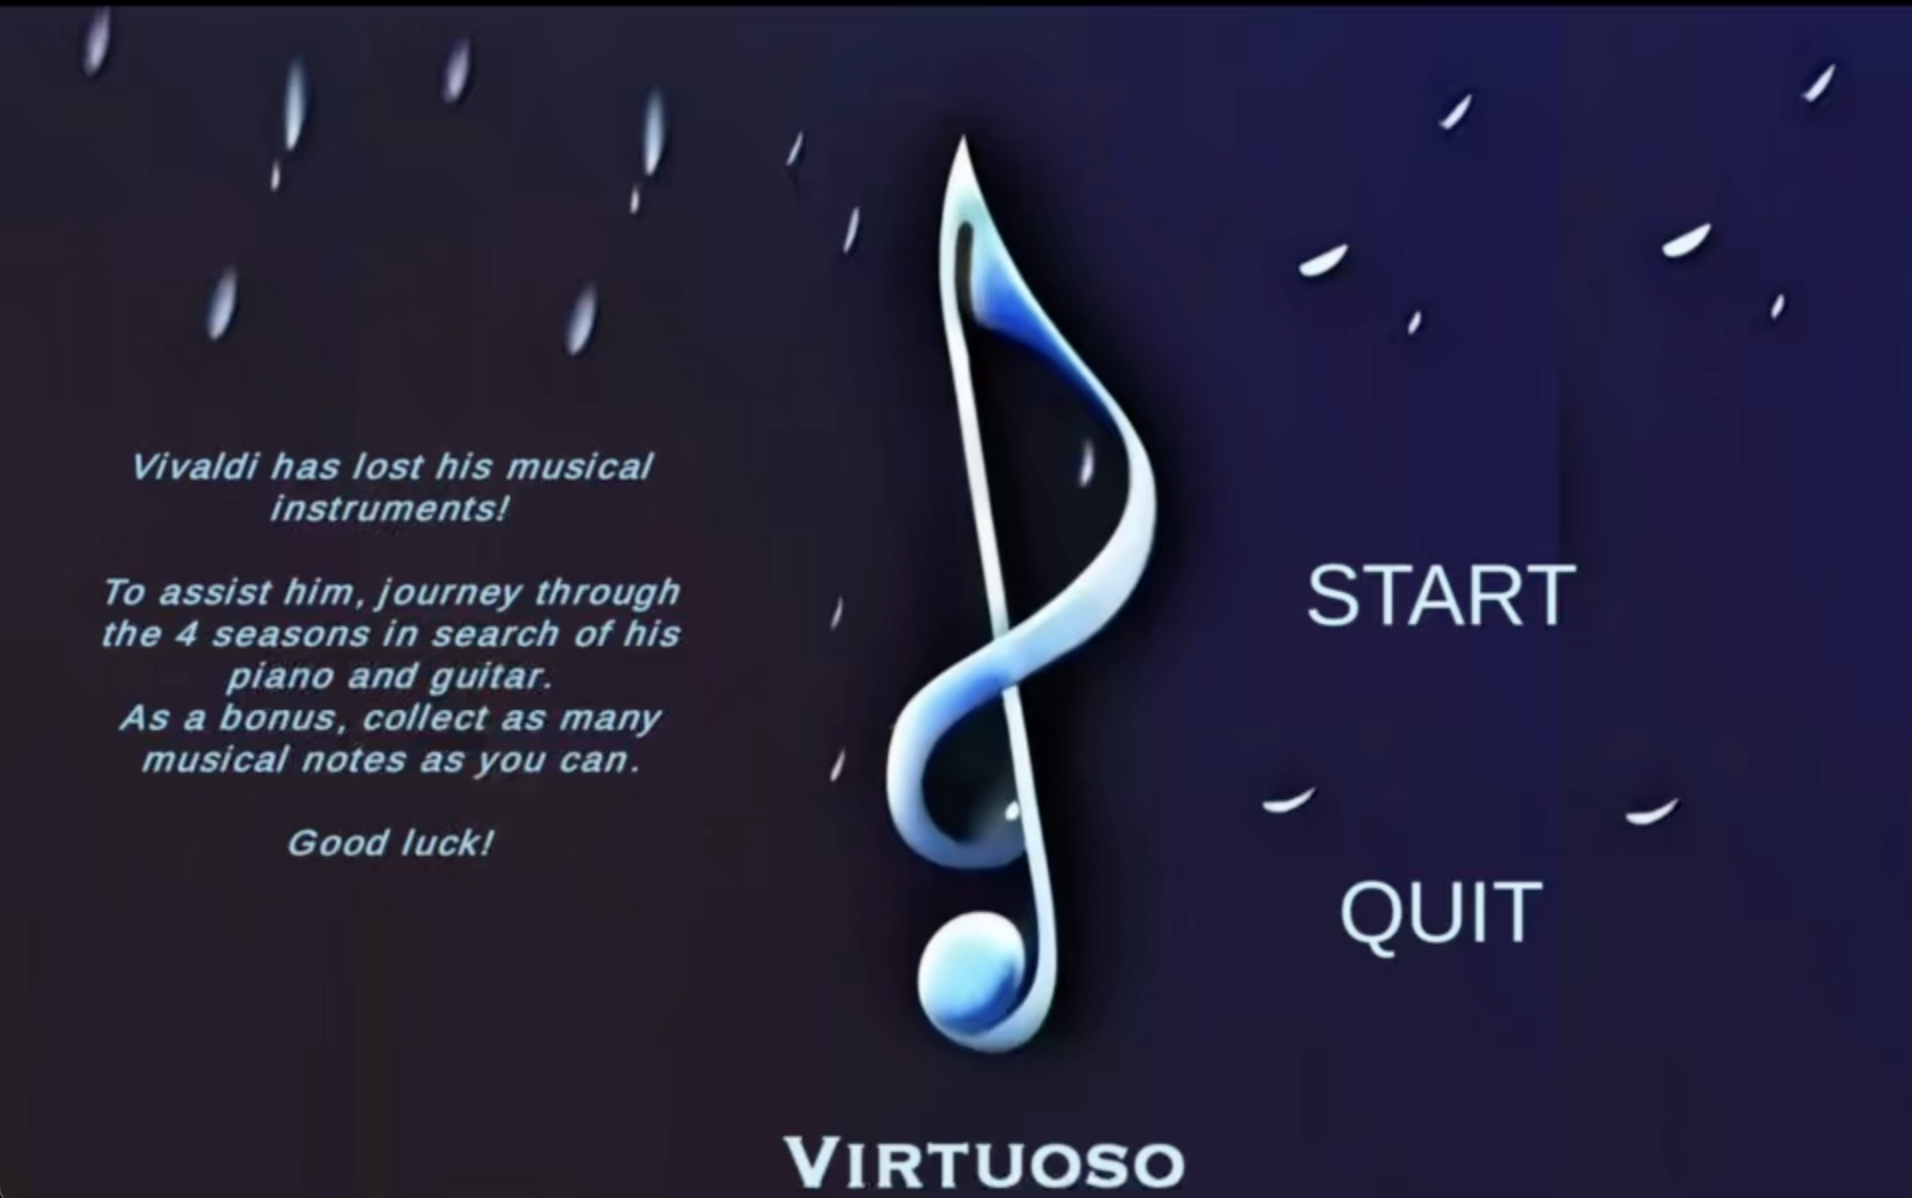 Vivaldi has lost his musical
instruments!
To assist him, journey through
the 4 seasons in search of his
piano and guitar.
As a bonus, collect as many
musical notes as you can.
Good luck!
START
QUIT
VIRTUOSO